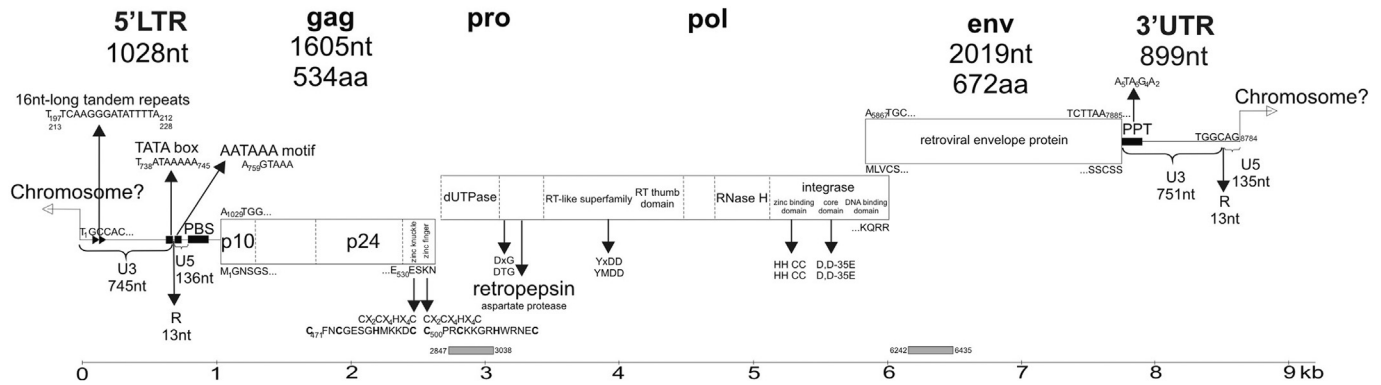 5'LTR
1028nt
gag
1605nt
534aa
pro
pol
env
2019nt
672aa
3'UTR
899nt
16nt-long tandem repeats
T197TCAAGGGATATTTTA212
213 228
TATA box
T738ATAAAAA745
AATAAA motif
A759GTAAA
Chromosome?
T1GCCAC...
U3
745nt
R
13nt
U5
136nt
PBS
A1029TGG...
p10
p24
zinc knuckle
zinc finger
M1GNSGS...
...E530ESKN
CX2CX4HX4C CX2CX4HX4C
C471FNCGESGHMKKDC C500PRCKKGRHWRNEC
dUTPase
RT-like superfamily
RT thumb
domain
RNase H
integrase
zinc binding
domain
core
domain
DNA binding
domain
...KQRR
DxG
DTG
retropepsin
aspartate protease
YxDD
YMDD
HH CC
HH CC
D,D-35E
D,D-35E
A5867TGC...
TCTTAA7885...
retroviral envelope protein
MLVCS...
...SSCSS
A5TA6G4A2
PPT
Chromosome?
TGGCAG8784
U3
751nt
R
13nt
U5
135nt
2847 3038
6242 6435
0 1 2 3 4 5 6 7 8 9 kb